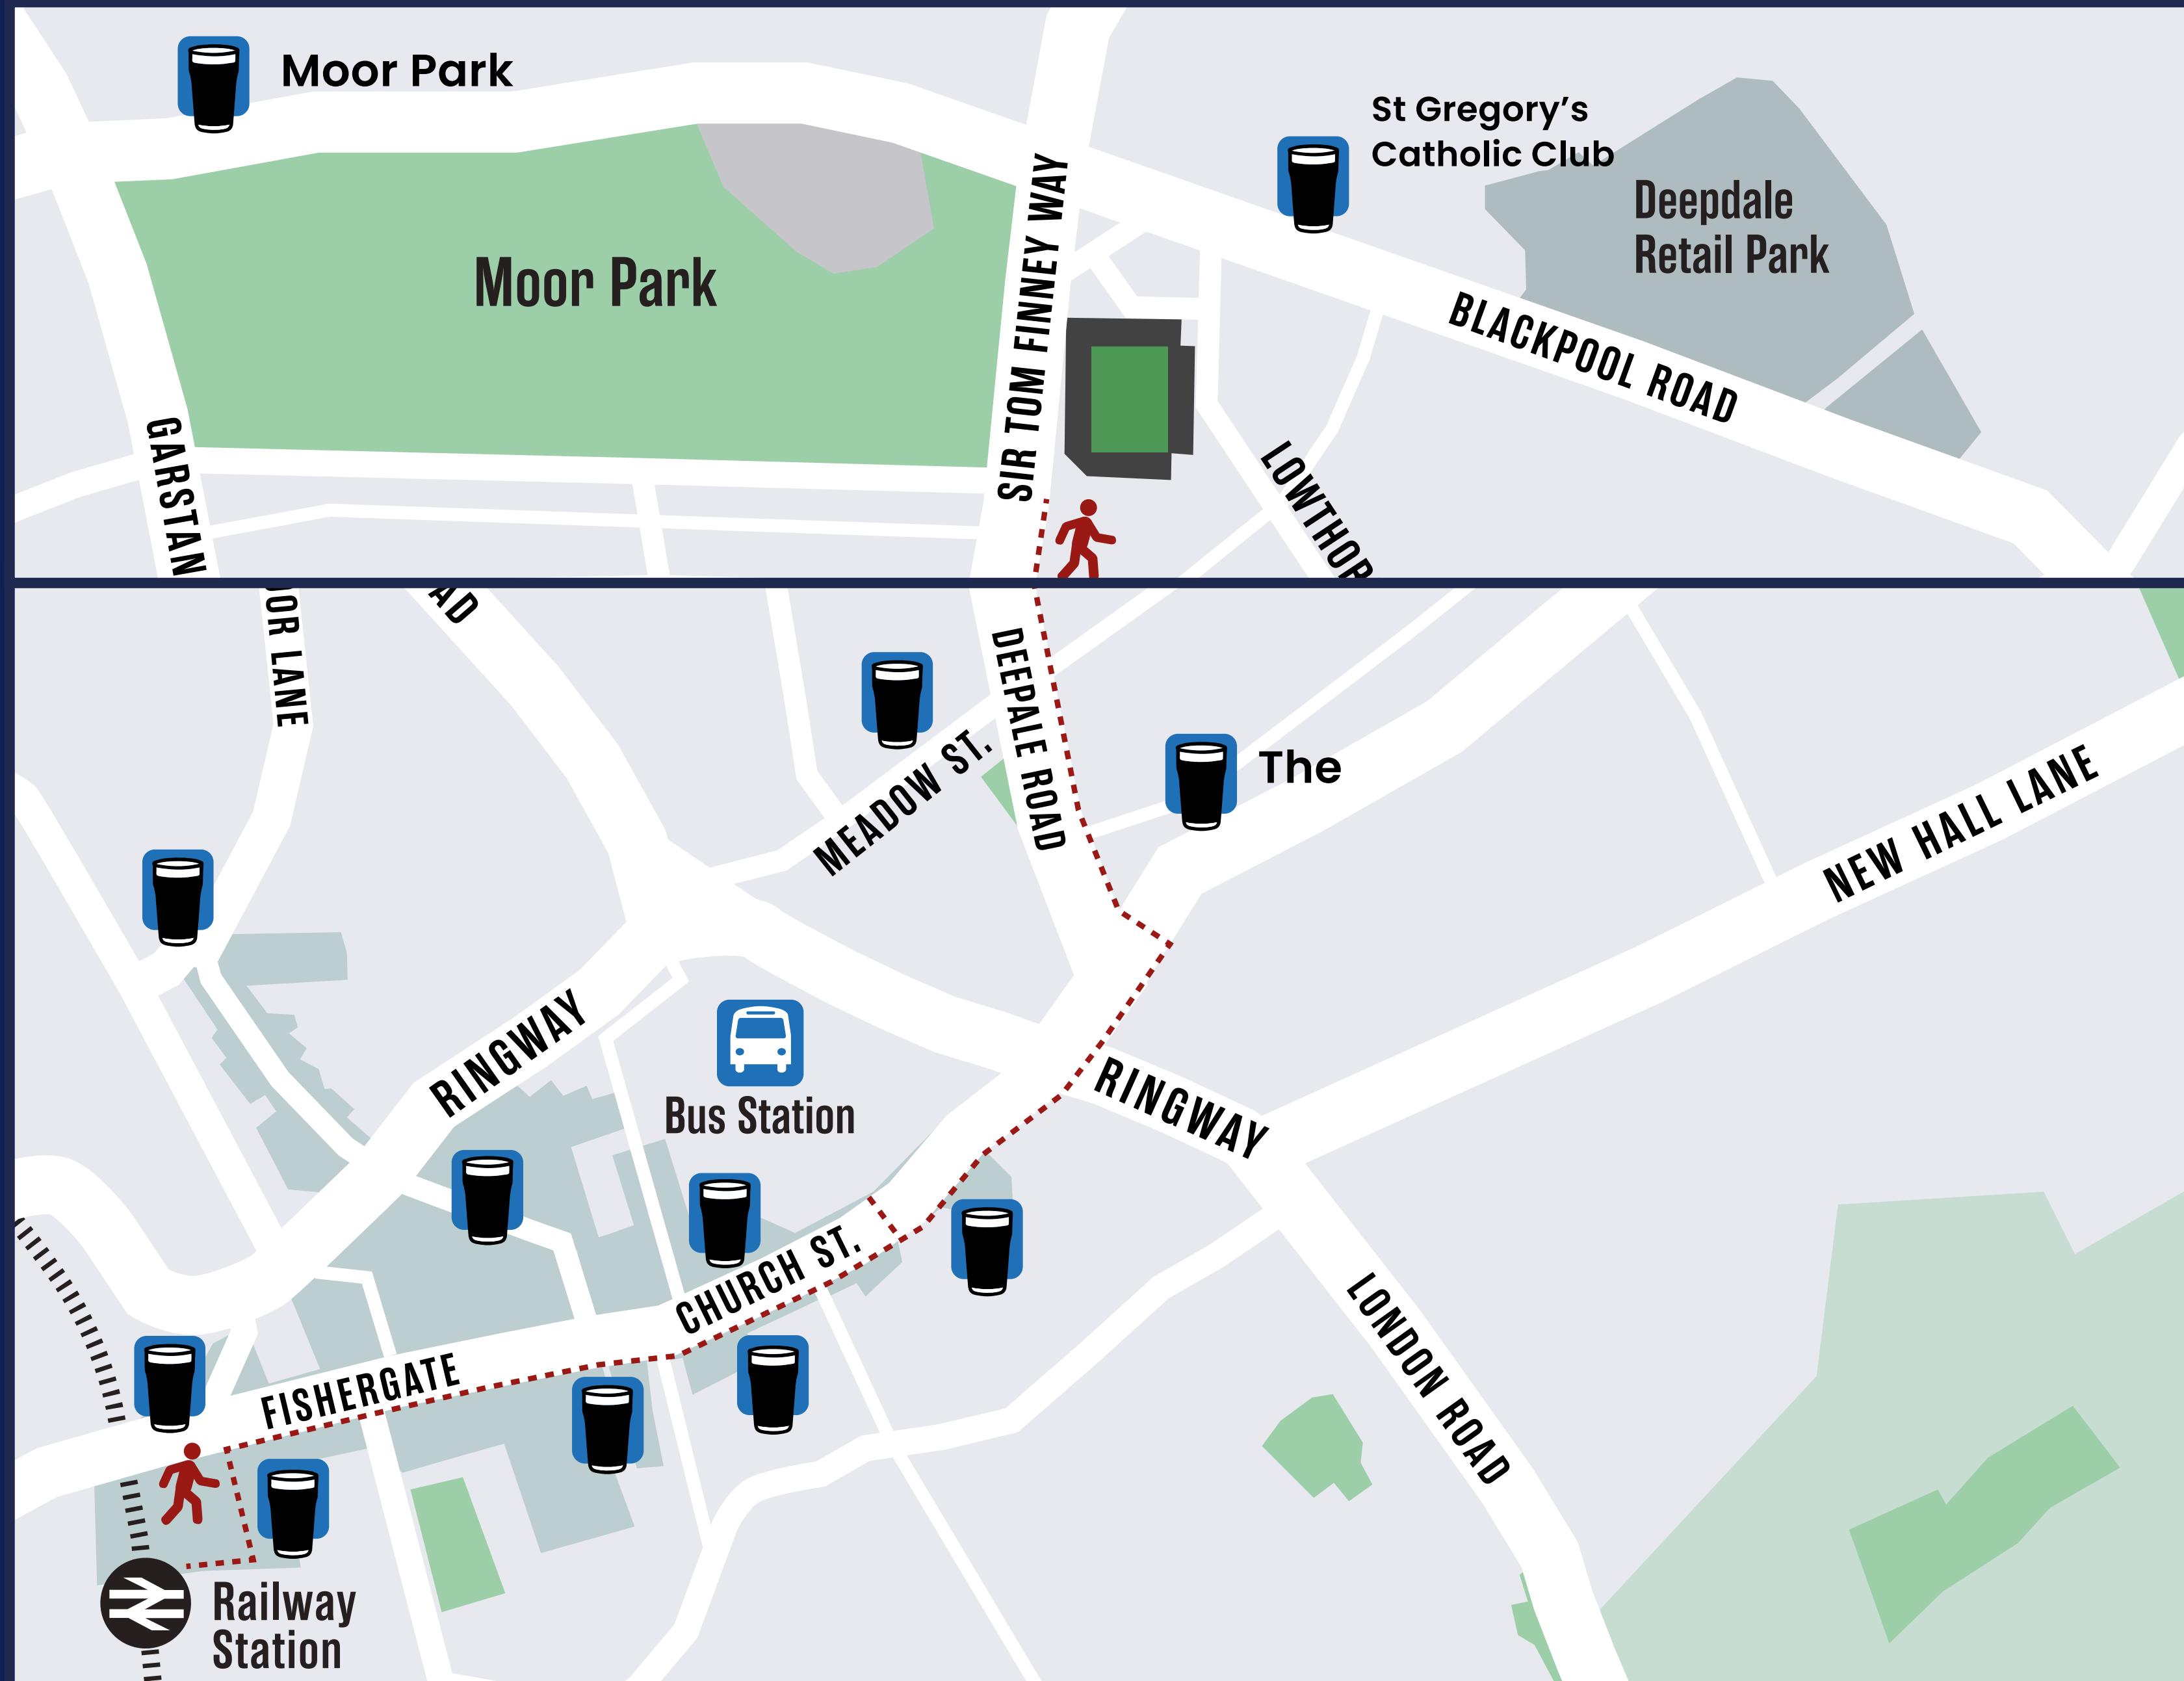 Moor Park
St Gregory’s
Catholic Club
Deepdale
Retail Park
Moor Park
SIR TOM FINNEY WAY
BLACKPOOL ROAD
GARSTAN
LOWTHOR
OOR LANE
AD
DEEPALE ROAD
MEADOW ST.
The
NEW HALL LANE
RINGWAY
Bus Station
RINGWAY
CHURCH ST.
LONDON ROAD
FISHERGATE
Railway
Station